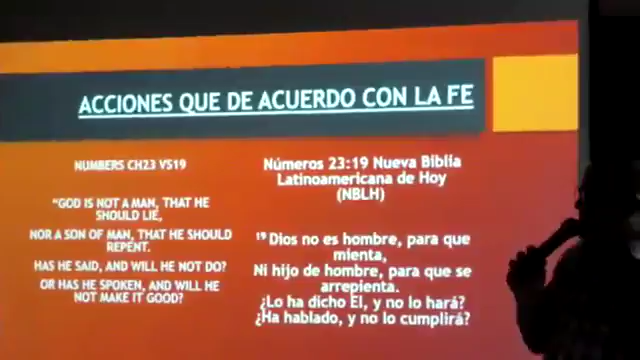 ACCIONES QUE DE ACUERDO CON LA FE
NUMBERS CH23 VS19
“GOD IS NOT A MAN, THAT HE
SHOULD LIE,
NOR A SON OF MAN, THAT HE SHOULD
REPENT.
HAS HE SAID, AND WILL HE NOT DO?
OR HAS HE SPOKEN, AND WILL HE
NOT MAKE IT GOOD?
Números 23:19 Nueva Biblia
Latinoamericana de Hoy
(NBLH)
19 Dios no es hombre, para que
mienta,
Ni hijo de hombre, para que se
arrepienta.
¿Lo ha dicho El, y no lo hará?
¿Ha hablado, y no lo cumplirá?